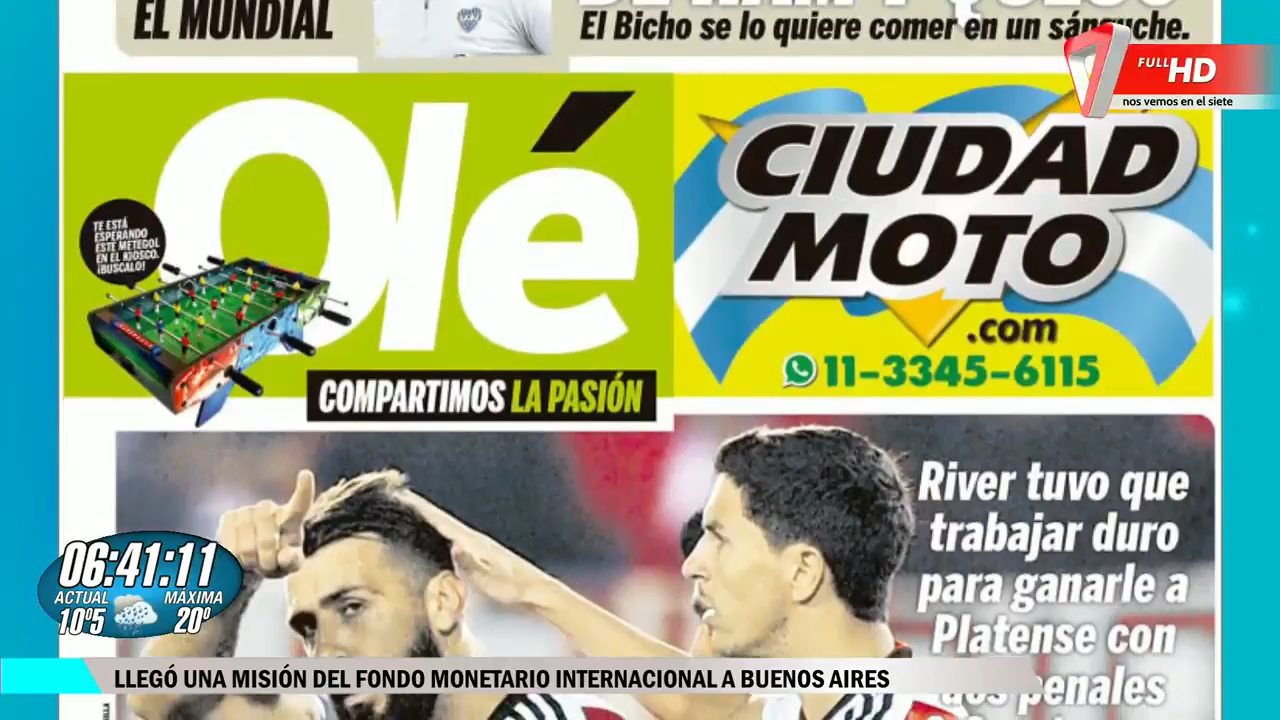 EL MUNDIAL
El Bicho se lo quiere comer en un sánguche.
FULL HD
nos vemos en el siete
Olé
TE ESTÁ
ESPERANDO
ESTE METEGOL
EN EL KIOSCO.
¡BUSCALO!
COMPARTIMOS LA PASIÓN
CIUDAD
MOTO
.com
11-3345-6115
River tuvo que
trabajar duro
para ganarle a
Platense con
penales
06:41:11
ACTUAL MÁXIMA
10º5 20º
LLEGÓ UNA MISIÓN DEL FONDO MONETARIO INTERNACIONAL A BUENOS AIRES